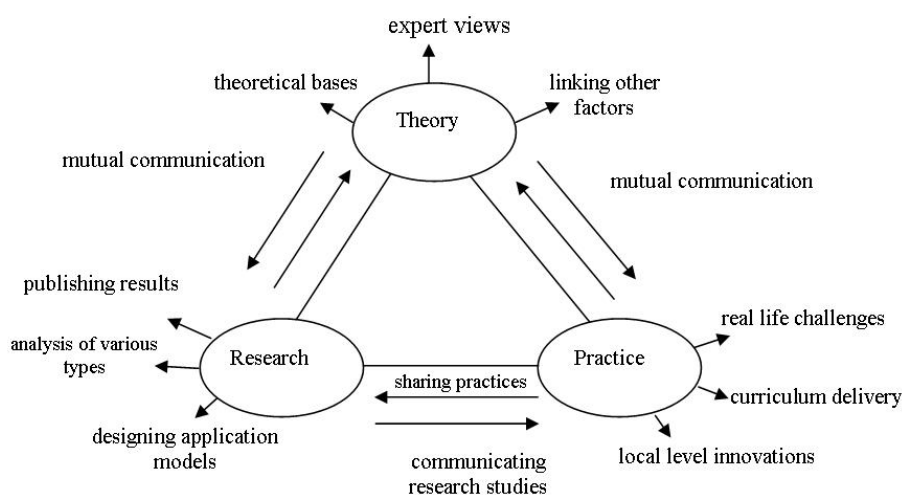 expert views
theoretical bases
linking other
factors
Theory
mutual communication
mutual communication
publishing results
real life challenges
analysis of various
types
Research
Practice
sharing practices
curriculum delivery
designing application
models
local level innovations
communicating
research studies